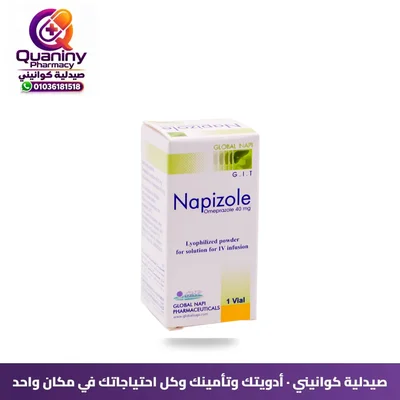 Quaniny
Pharmacy
صيدلية كوانيني
01036181518
Napizole
GLOBAL NAPI
G.I.T
Napizole
Omeprazole 40 mg
Lyophilized powder
for solution for IV infusion
GLOBAL NAPI
PHARMACEUTICALS
1 Vial
صيدلية كوانيني - أدويتك وتأمينك وكل احتياجاتك في مكان واحد